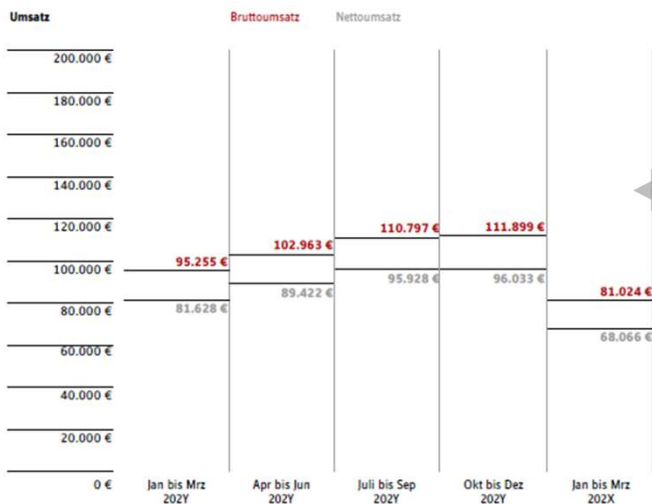 Umsatz Bruttoumsatz Nettoumsatz
200.000 €
180.000 €
160.000 €
140.000 €
120.000 €
100.000 €
80.000 €
60.000 €
40.000 €
20.000 €
0 €
95.255 €
81.628 €
102.963 €
89.422 €
110.797 €
95.928 €
111.899 €
96.033 €
81.024 €
68.066 €
Jan bis Mrz
202Y
Apr bis Jun
202Y
Juli bis Sep
202Y
Okt bis Dez
202Y
Jan bis Mrz
202X